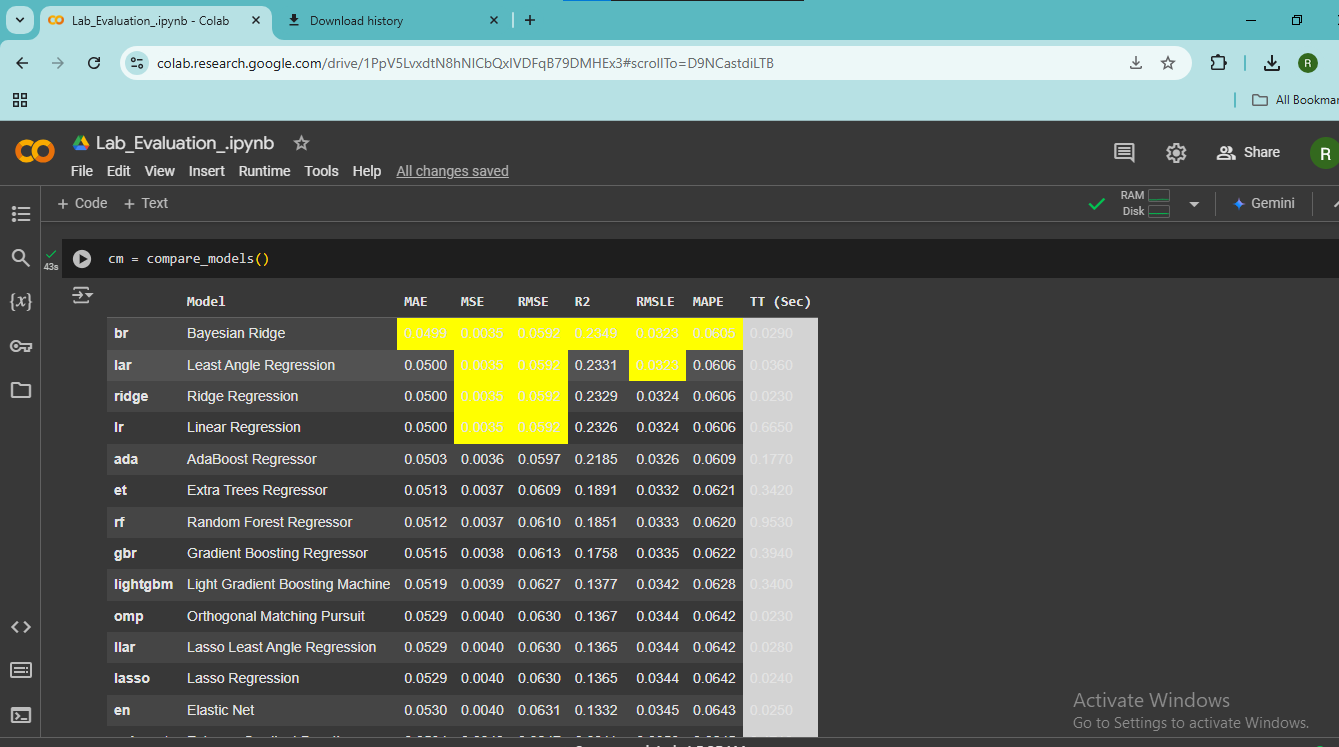 Lab_Evaluation_.ipynb - Colab
Download history
colab.research.google.com/drive/1PpV5LvxdtN8hNICbQxIVDFqB79DMHEx3#scrollTo=D9NCastdiLTB
R
All Bookmar
Lab_Evaluation_.ipynb
Share
R
File Edit View Insert Runtime Tools Help All changes saved
+ Code + Text
RAM
Disk
Gemini
43s
cm = compare_models()
Model MAE MSE RMSE R2 RMSLE MAPE TT (Sec)
br Bayesian Ridge 0.0499 0.0035 0.0592 0.2349 0.0323 0.0605 0.0290
lar Least Angle Regression 0.0500 0.0035 0.0592 0.2331 0.0323 0.0606 0.0360
ridge Ridge Regression 0.0500 0.0035 0.0592 0.2329 0.0324 0.0606 0.0230
lr Linear Regression 0.0500 0.0035 0.0592 0.2326 0.0324 0.0606 0.6650
ada AdaBoost Regressor 0.0503 0.0036 0.0597 0.2185 0.0326 0.0609 0.1770
et Extra Trees Regressor 0.0513 0.0037 0.0609 0.1891 0.0332 0.0621 0.3420
rf Random Forest Regressor 0.0512 0.0037 0.0610 0.1851 0.0333 0.0620 0.9530
gbr Gradient Boosting Regressor 0.0515 0.0038 0.0613 0.1758 0.0335 0.0622 0.3940
lightgbm Light Gradient Boosting Machine 0.0519 0.0039 0.0627 0.1377 0.0342 0.0628 0.3400
omp Orthogonal Matching Pursuit 0.0529 0.0040 0.0630 0.1367 0.0344 0.0642 0.0230
llar Lasso Least Angle Regression 0.0529 0.0040 0.0630 0.1365 0.0344 0.0642 0.0280
lasso Lasso Regression 0.0529 0.0040 0.0630 0.1365 0.0344 0.0642 0.0240
en Elastic Net 0.0530 0.0040 0.0631 0.1332 0.0345 0.0643 0.0250
Activate Windows
Go to Settings to activate Windows.